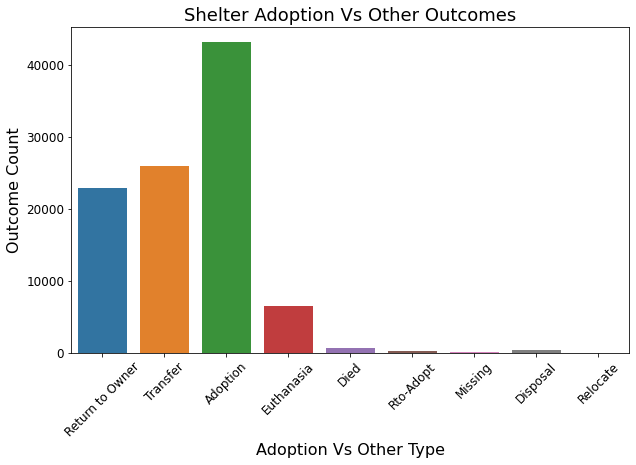 Shelter Adoption Vs Other Outcomes
Outcome Count
40000
30000
20000
10000
0
Return to Owner
Transfer
Adoption
Euthanasia
Died
Rto-Adopt
Missing
Disposal
Relocate
Adoption Vs Other Type